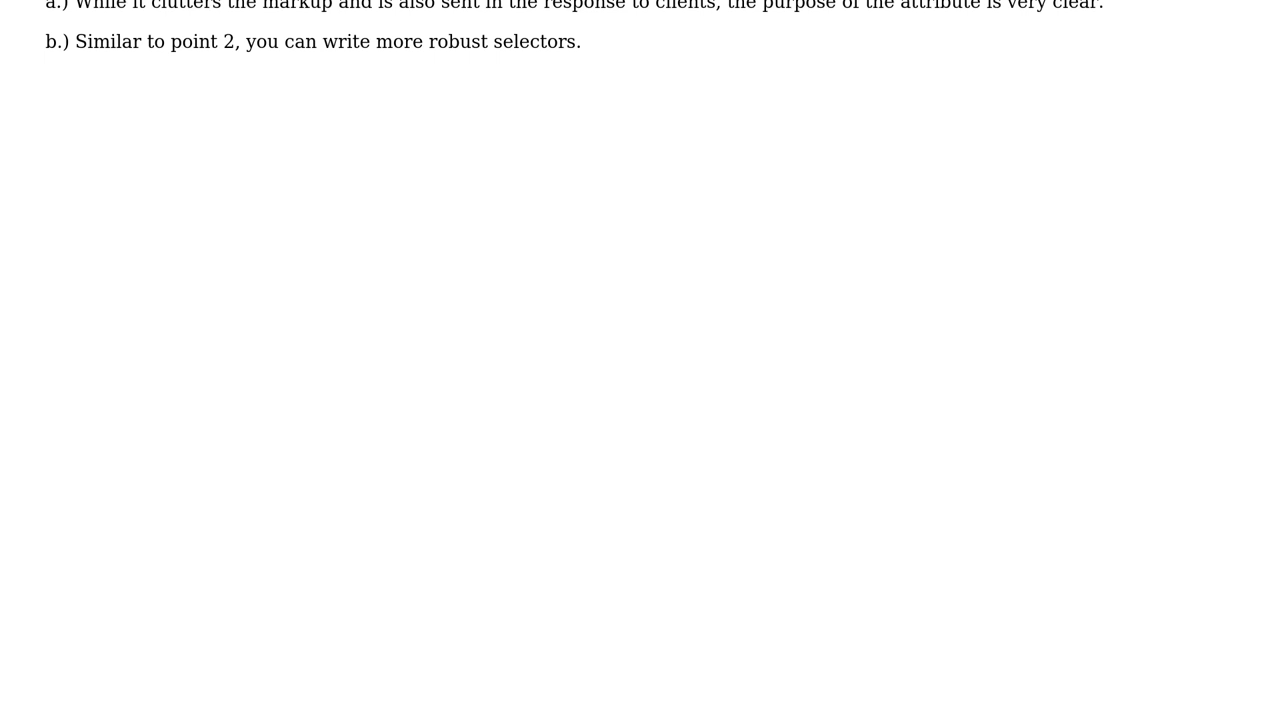 a.) While it clutters the markup and is also sent in the response to clients, the purpose of the attribute is very clear.
b.) Similar to point 2, you can write more robust selectors.